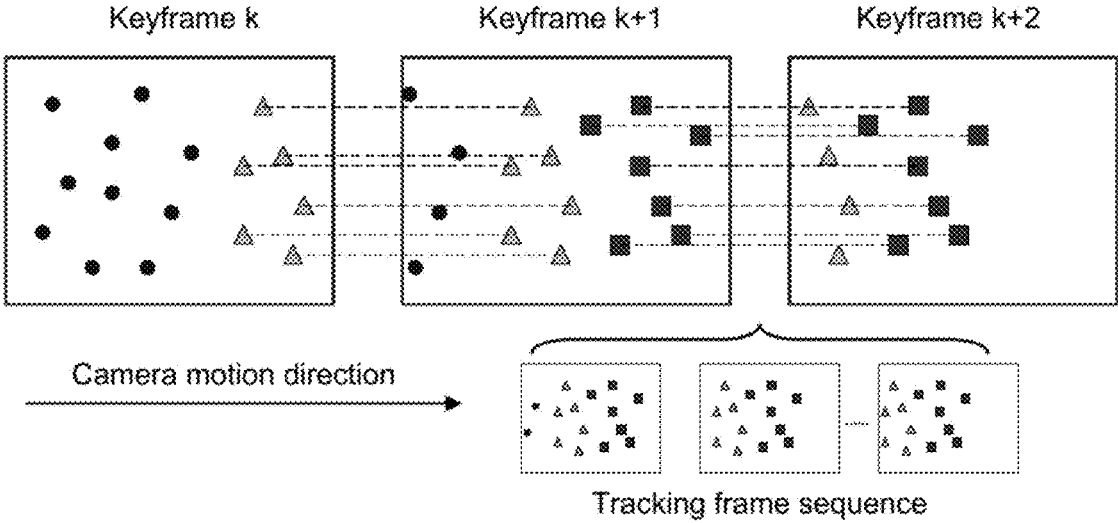 Keyframe k
Keyframe k+1
Keyframe k+2
Camera motion direction
Tracking frame sequence